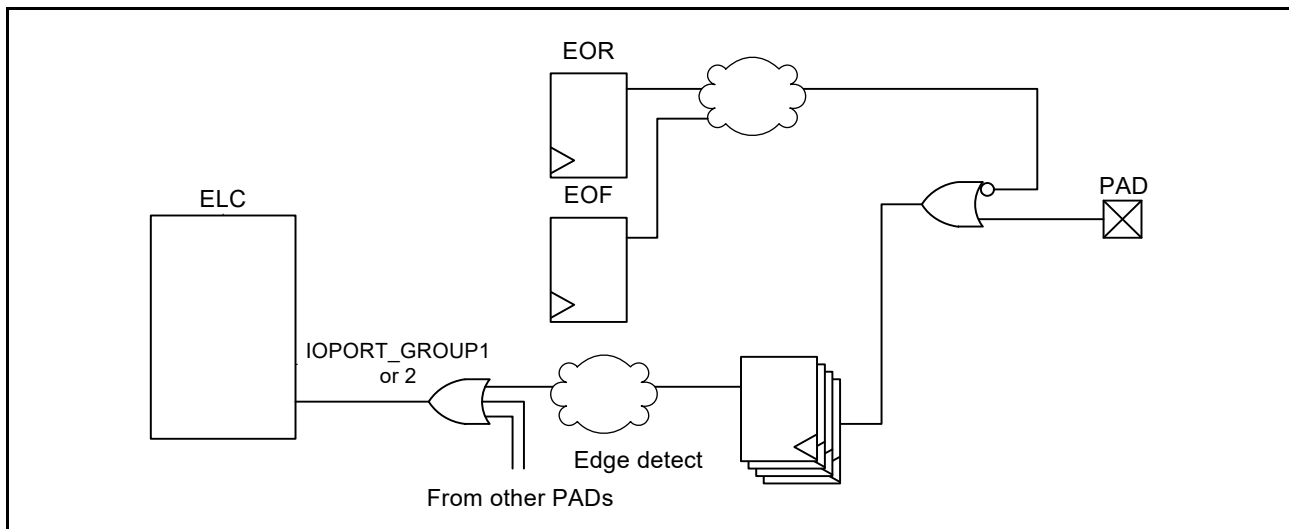 EOR
PAD
EOF
ELC
IOPORT_GROUP1
or 2
Edge detect
From other PADs